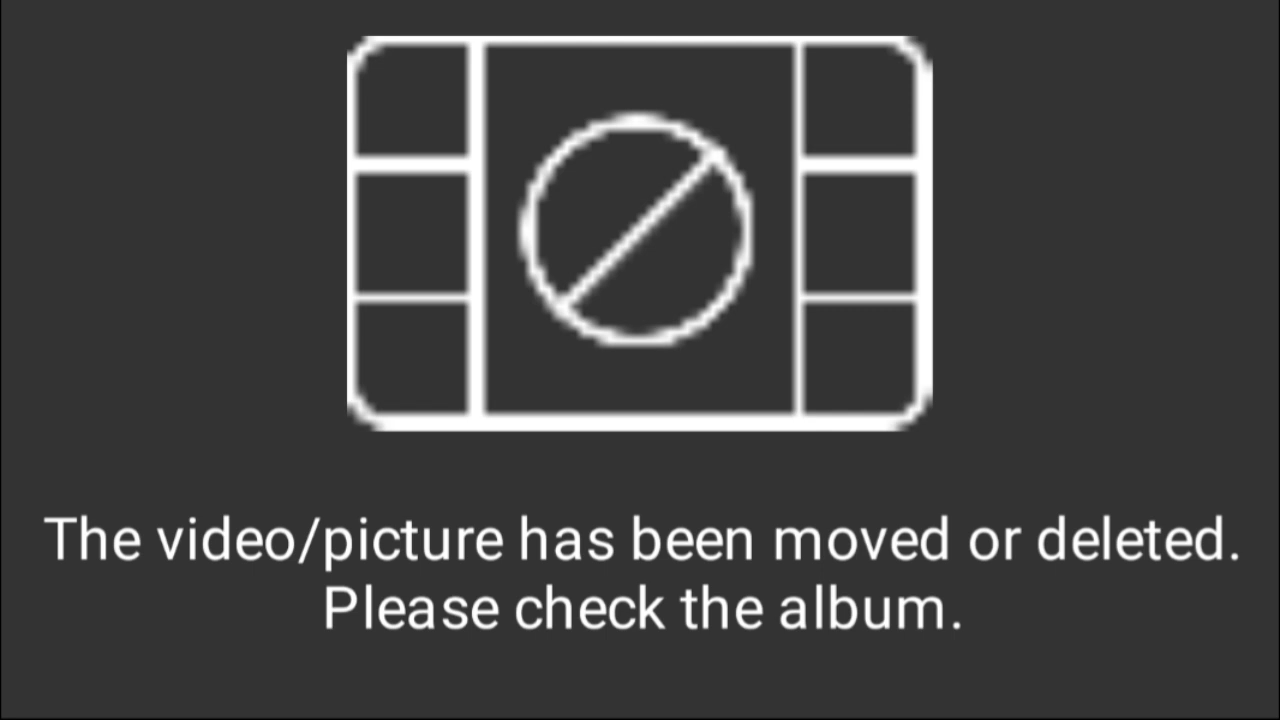 The video/picture has been moved or deleted.
Please check the album.